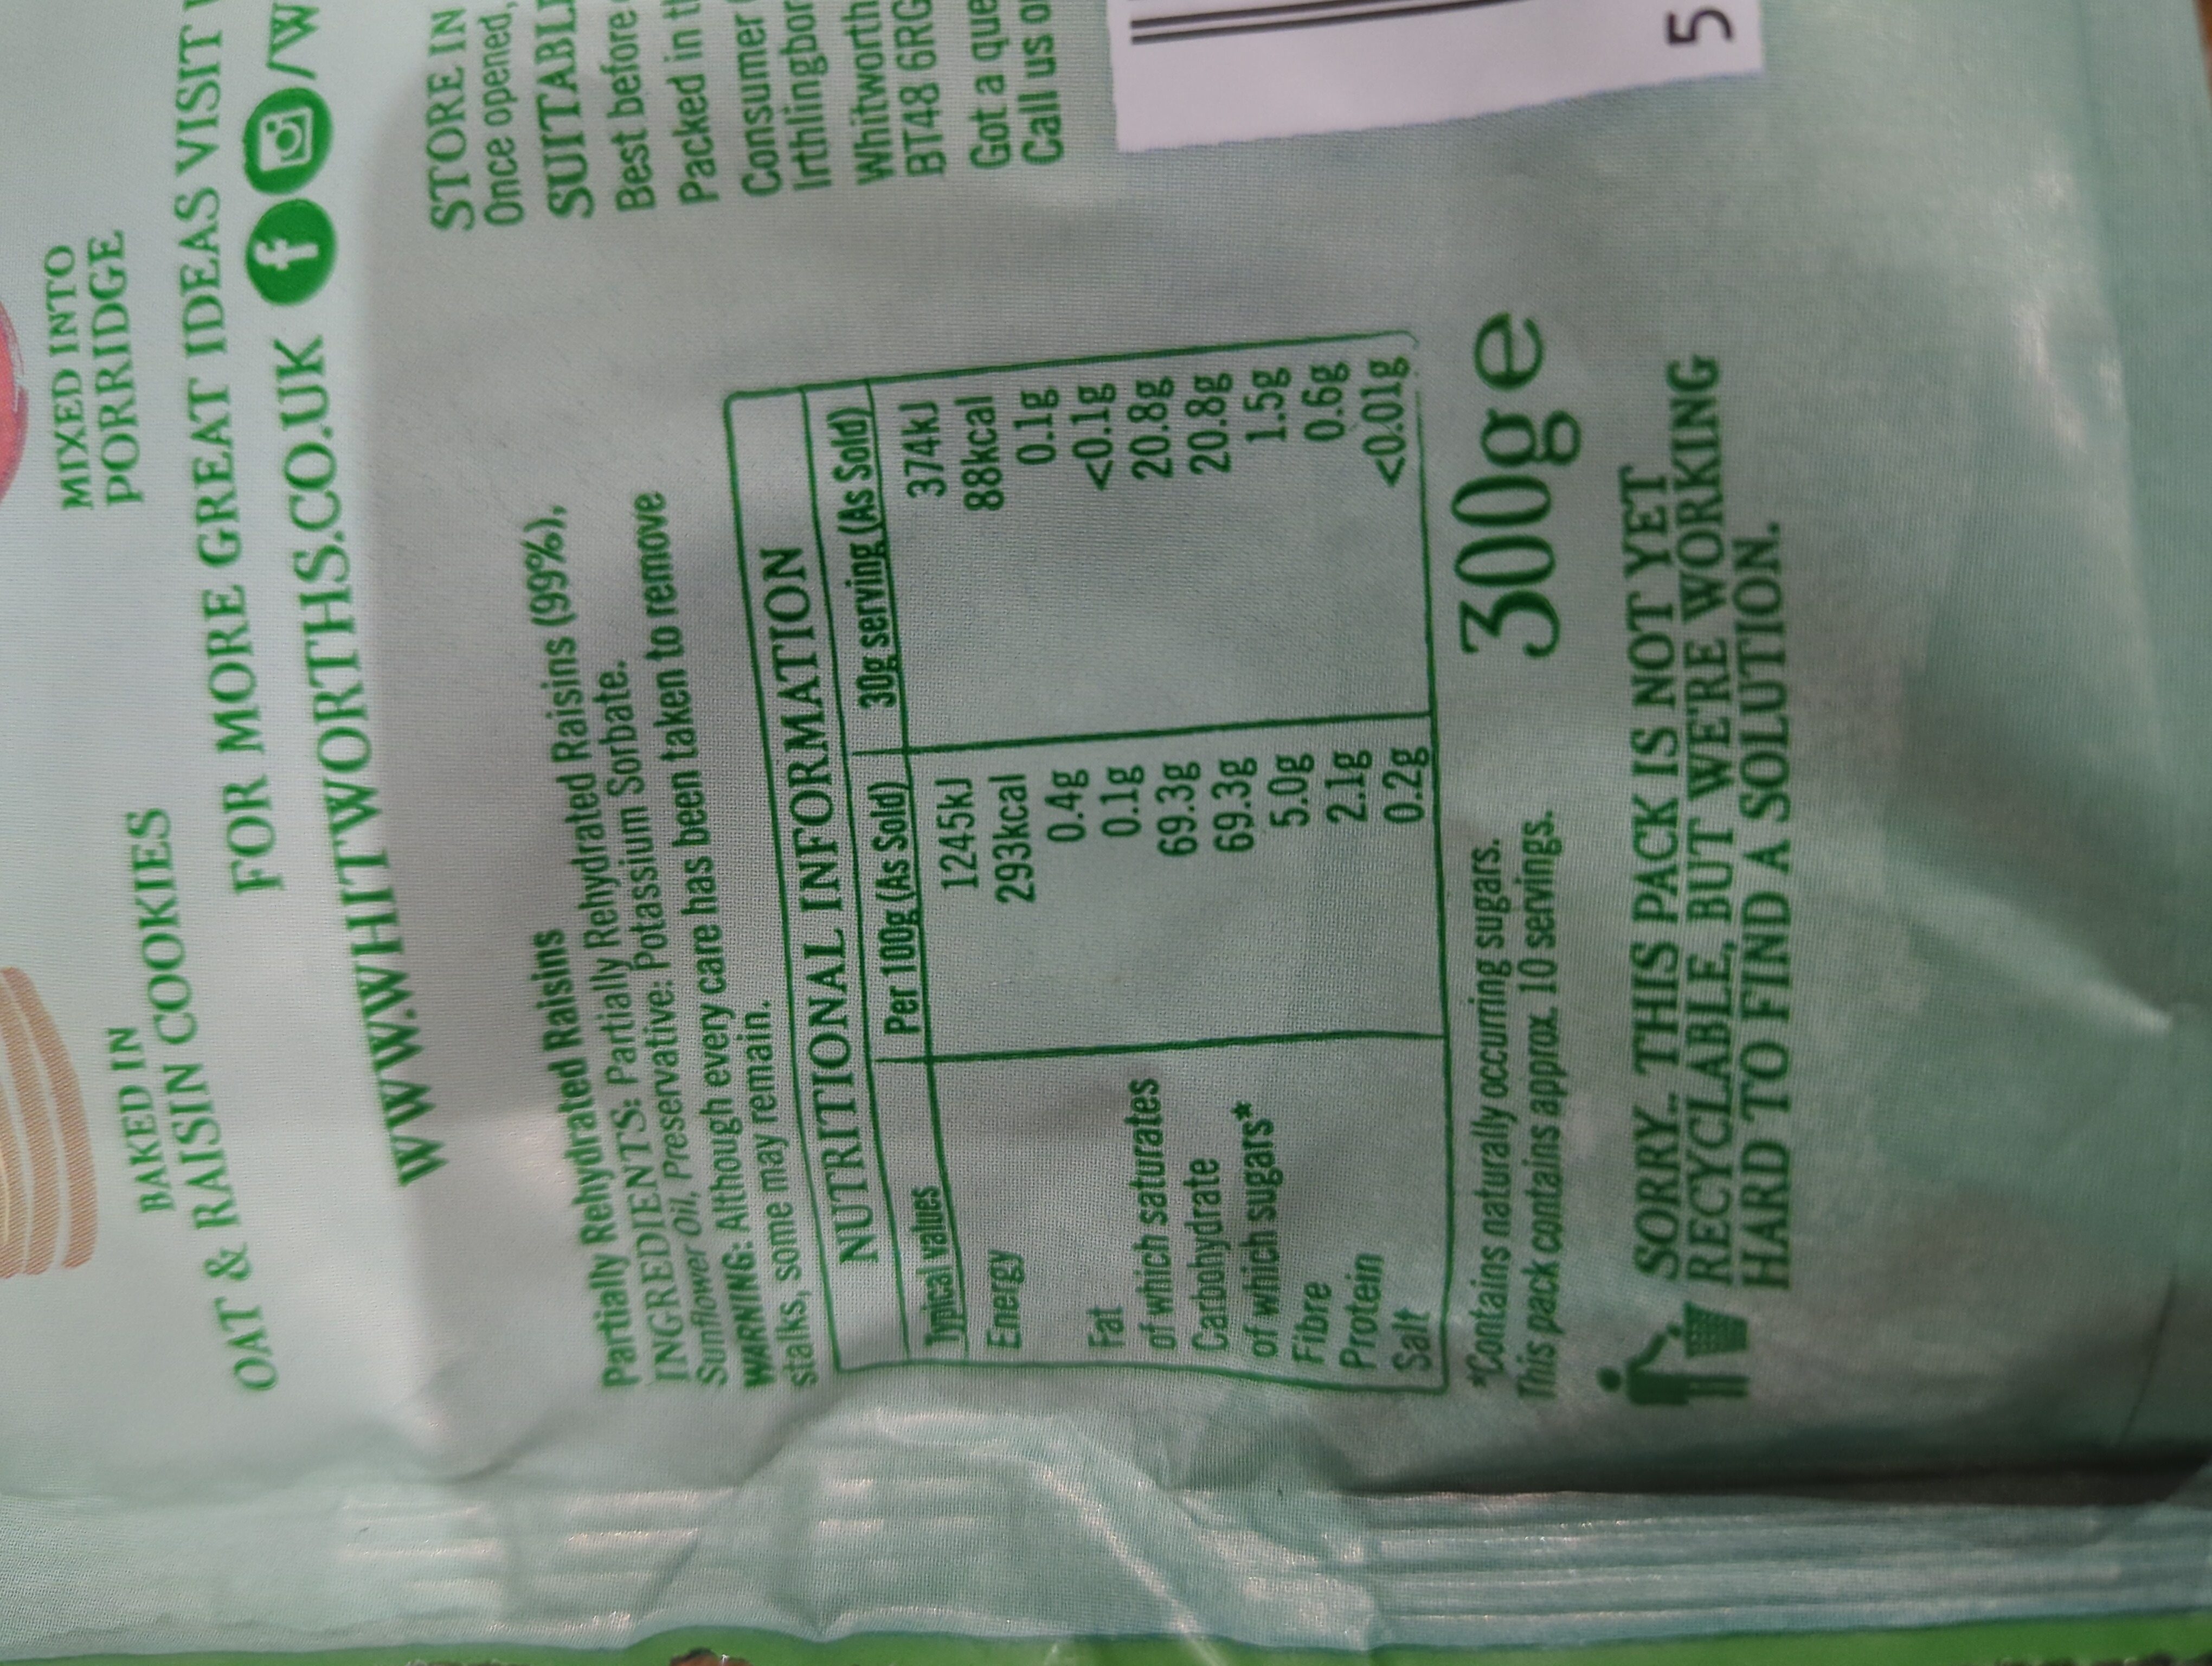 MIXED INTO
PORRIDGE
BAKED IN
OAT & RAISIN COOKIES
FOR MORE GREAT IDEAS VISIT
WWW.WHITWORTHS.CO.UK f /W
Partially Rehydrated Raisins
INGREDIENTS: Partially Rehydrated Raisins (99%),
Sunflower Oil, Preservative: Potassium Sorbate.
WARNING: Although every care has been taken to remove
stalks, some may remain.
NUTRITIONAL INFORMATION
Typical values Per 100g (As Sold) 30g serving (As Sold)
Energy 1245kJ 374kJ
293kcal 88kcal
Fat 0.4g 0.1g
of which saturates 0.1g <0.1g
Carbohydrate 69.3g 20.8g
of which sugars* 69.3g 20.8g
Fibre 5.0g 1.5g
Protein 2.1g 0.6g
Salt 0.2g <0.01g
*Contains naturally occurring sugars.
This pack contains approx. 10 servings.
300g e
SORRY... THIS PACK IS NOT YET
RECYCLABLE, BUT WE'RE WORKING
HARD TO FIND A SOLUTION.
STORE IN
Once opened,
SUITABL
Best before
Packed in t
Consumer
Irthlingbor
Whitworth
BT48 6RG
Got a que
Call us o
5